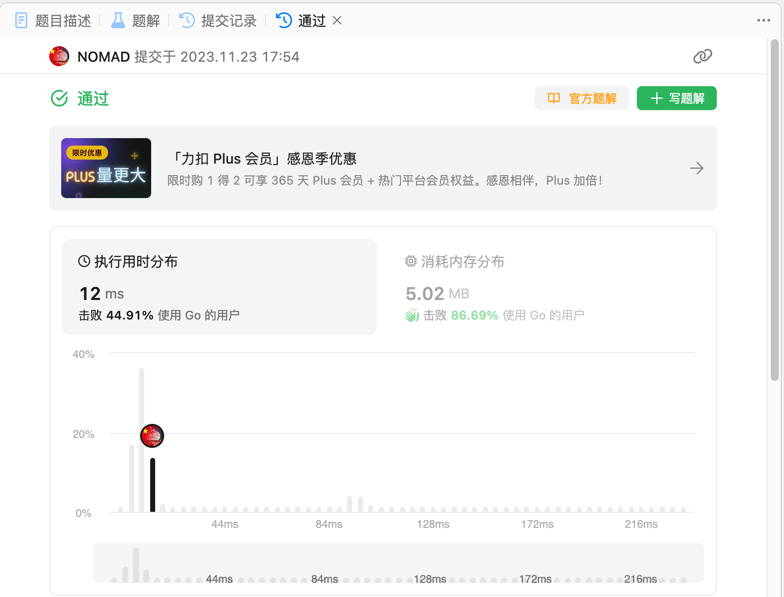 题目描述 题解 提交记录 通过
NOMAD 提交于 2023.11.23 17:54
通过 官方题解 写题解
限时优惠
PLUS量更大
「力扣 Plus 会员」感恩季优惠
限时购 1 得 2 可享 365 天 Plus 会员 + 热门平台会员权益。感恩相伴，Plus 加倍！
执行用时分布
12 ms
击败 44.91% 使用 Go 的用户
消耗内存分布
5.02 MB
击败 86.69% 使用 Go 的用户
40%
20%
0%
44ms 84ms 128ms 172ms 216ms
44ms 84ms 128ms 172ms 216ms